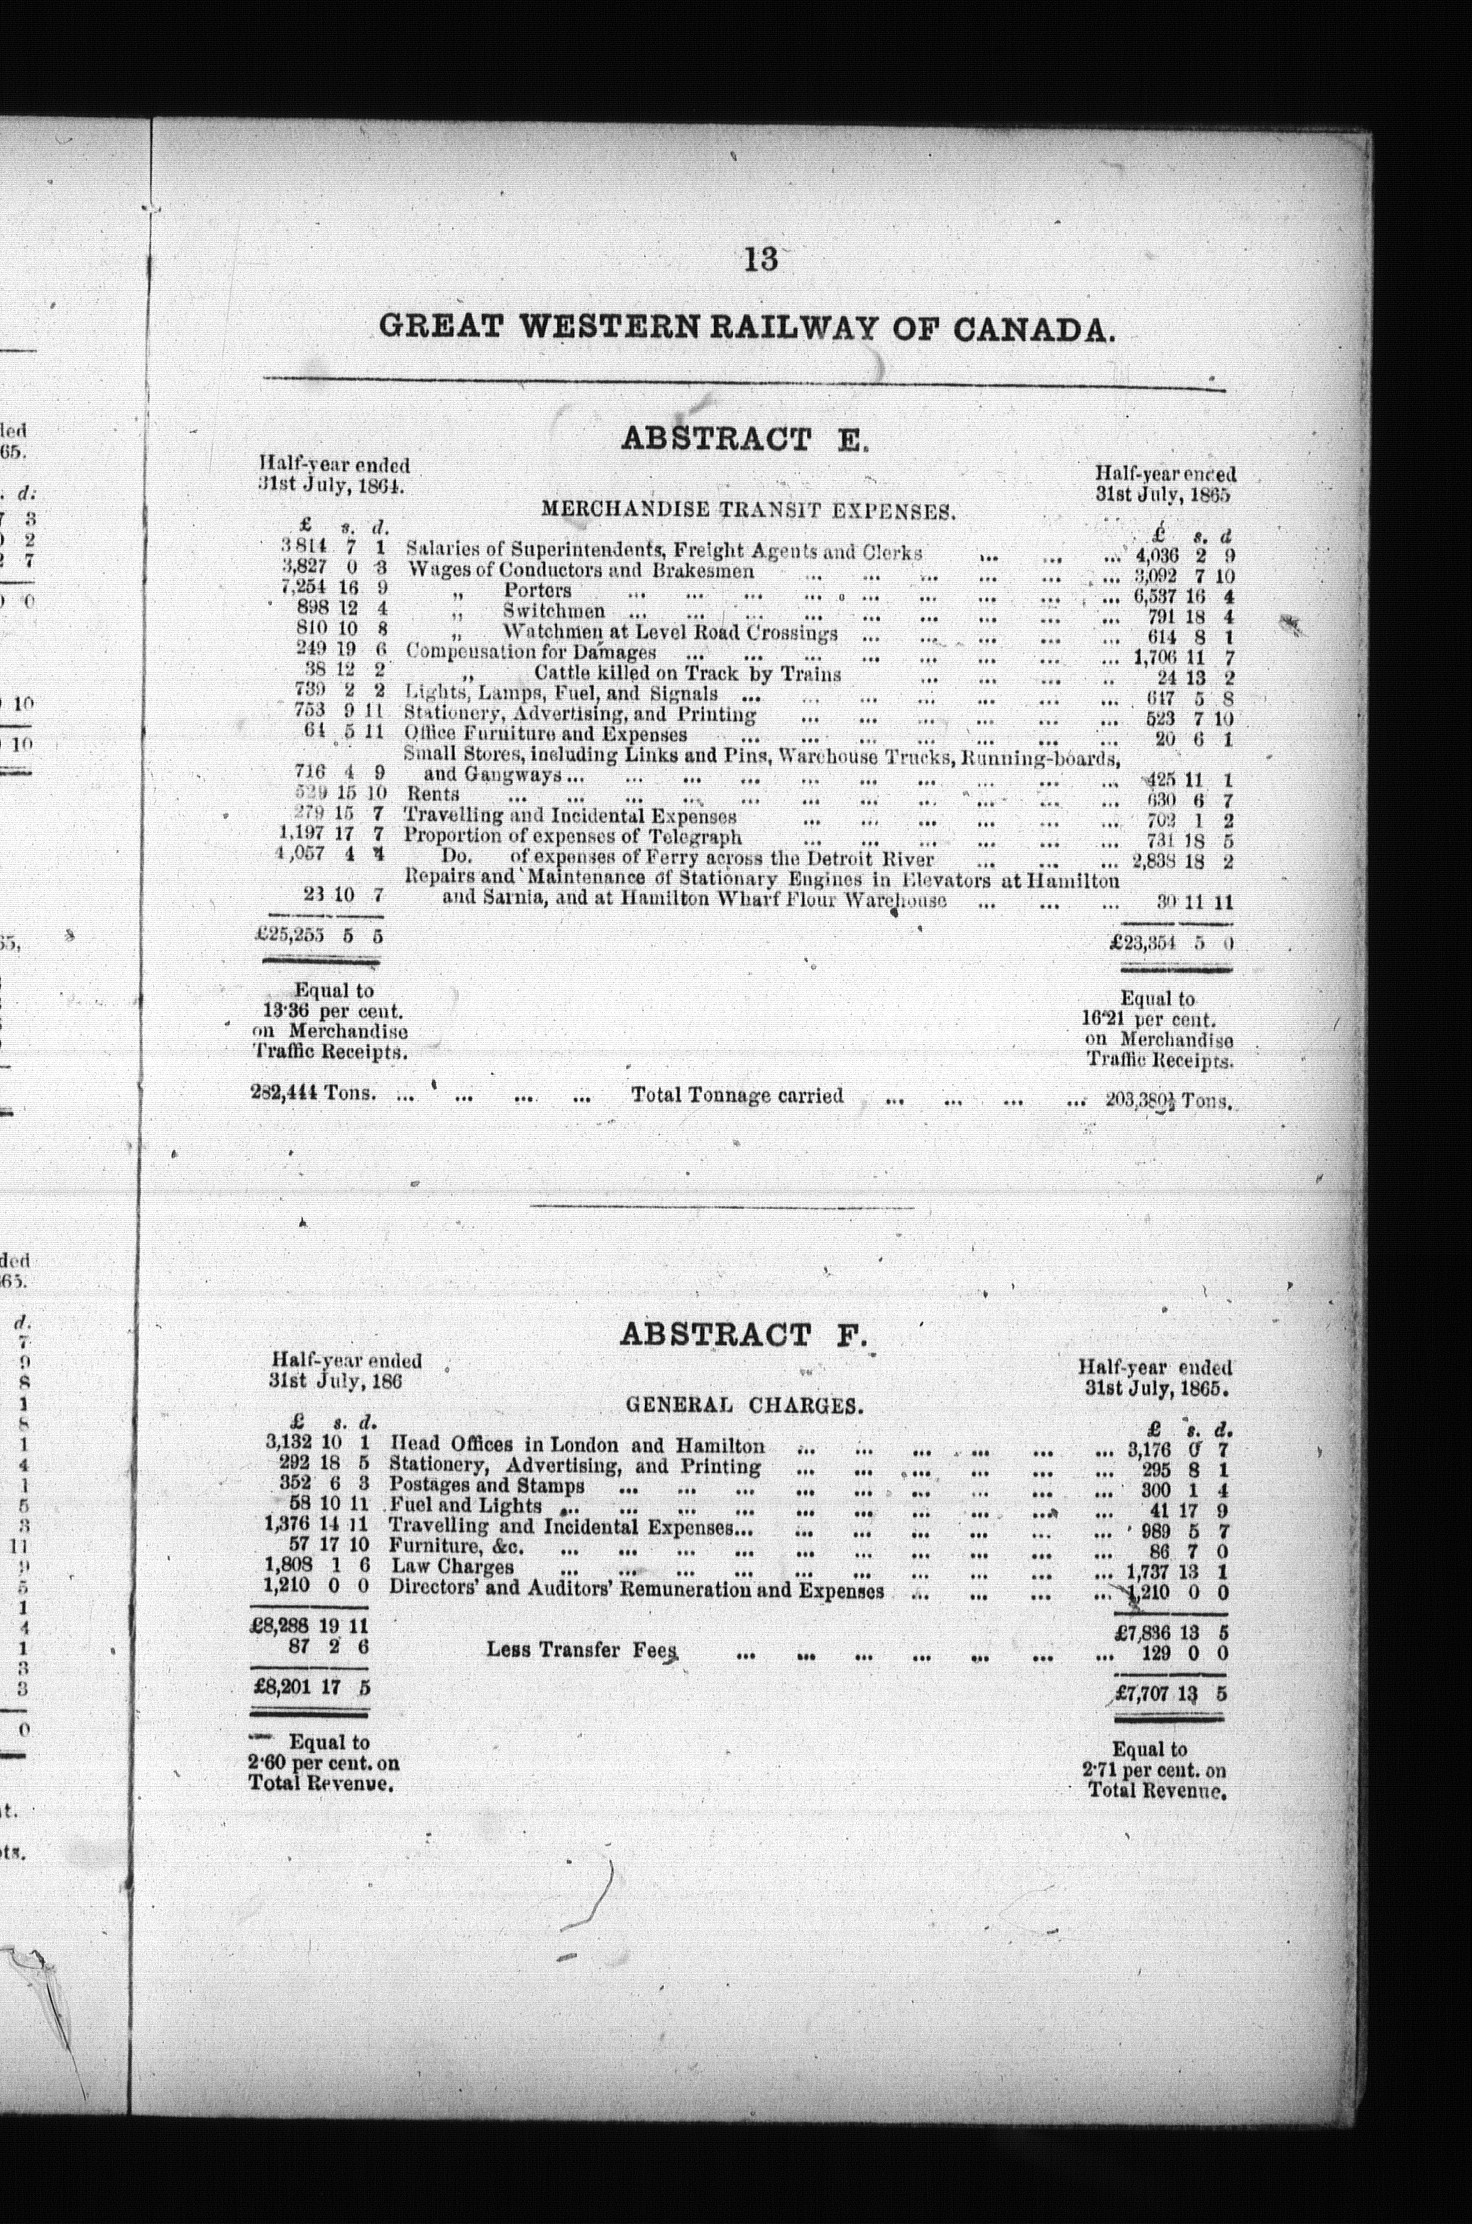 13
GREAT WESTERN RAILWAY OF CANADA.
ABSTRACT E.
Half-year ended
31st July, 1864.
Half-year ended
31st July, 1865
MERCHANDISE TRANSIT EXPENSES.
£ s. d. £ s. d
3 814 7 1 Salaries of Superintendents, Freight Agents and Clerks ... ... ... 4,036 2 9
3,827 0 3 Wages of Conductors and Brakesmen ... ... ... ... ... ... 3,092 7 10
7,254 16 9 „ Porters ... ... ... ... ... ... ... ... ... 6,537 16 4
898 12 4 „ Switchmen ... ... ... ... ... ... ... ... ... 791 18 4
810 10 8 „ Watchmen at Level Road Crossings ... ... ... ... ... 614 8 1
249 19 6 Compensation for Damages ... ... ... ... ... ... ... ... 1,706 11 7
38 12 2 „ Cattle killed on Track by Trains ... ... ... .. 24 13 2
739 2 2 Lights, Lamps, Fuel, and Signals ... ... ... ... ... ... ... 647 5 8
753 9 11 Stationery, Advertising, and Printing ... ... ... ... ... ... 523 7 10
64 5 11 Office Furniture and Expenses ... ... ... ... ... ... ... 20 6 1
Small Stores, including Links and Pins, Warehouse Trucks, Running-boards,
716 4 9 and Gangways ... ... ... ... ... ... ... ... ... ... 425 11 1
529 15 10 Rents ... ... ... ... ... ... ... ... ... ... ... 630 6 7
279 15 7 Travelling and Incidental Expenses ... ... ... ... ... ... 702 1 2
1,197 17 7 Proportion of expenses of Telegraph ... ... ... ... ... ... 731 18 5
4,057 4 4 Do. of expenses of Ferry across the Detroit River ... ... ... 2,838 18 2
Repairs and Maintenance of Stationary Engines in Elevators at Hamilton
23 10 7 and Sarnia, and at Hamilton Wharf Flour Warehouse ... ... ... 30 11 11
£25,255 5 5 £23,354 5 0
Equal to
13·36 per cent.
on Merchandise
Traffic Receipts.
Equal to
16·21 per cent.
on Merchandise
Traffic Receipts.
282,444 Tons. ... ... ... ... Total Tonnage carried ... ... ... ... 203,380½ Tons.
ABSTRACT F.
Half-year ended
31st July, 186
Half-year ended
31st July, 1865.
GENERAL CHARGES.
£ s. d. £ s. d.
3,132 10 1 Head Offices in London and Hamilton ... ... ... ... ... ... 3,176 0 7
292 18 5 Stationery, Advertising, and Printing ... ... ... ... ... ... 295 8 1
352 6 3 Postages and Stamps ... ... ... ... ... ... ... ... ... 300 1 4
58 10 11 Fuel and Lights ... ... ... ... ... ... ... ... ... ... 41 17 9
1,376 14 11 Travelling and Incidental Expenses... ... ... ... ... ... ... 989 5 7
57 17 10 Furniture, &c. ... ... ... ... ... ... ... ... ... ... 86 7 0
1,808 1 6 Law Charges ... ... ... ... ... ... ... ... ... ... 1,737 13 1
1,210 0 0 Directors' and Auditors' Remuneration and Expenses ... ... ... ... 1,210 0 0
£8,288 19 11 £7,836 13 5
87 2 6 Less Transfer Fees ... ... ... ... ... ... ... 129 0 0
£8,201 17 5 £7,707 13 5
Equal to
2·60 per cent. on
Total Revenue.
Equal to
2·71 per cent. on
Total Revenue.